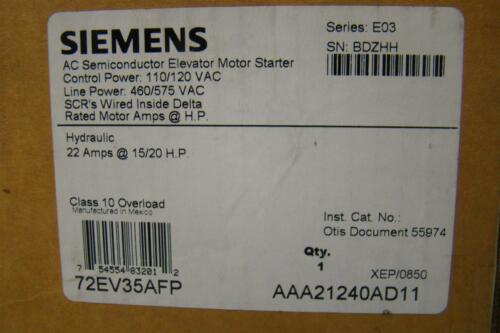 SIEMENS
Series: E03
SN: BDZHH
AC Semiconductor Elevator Motor Starter
Control Power: 110/120 VAC
Line Power: 460/575 VAC
SCR's Wired Inside Delta
Rated Motor Amps @ H.P.
Hydraulic
22 Amps @ 15/20 H.P.
Class 10 Overload
Manufactured in Mexico
Inst. Cat. No.:
Otis Document 55974
Qty.
1
7 54554 83201 2
XEP/0850
72EV35AFP
AAA21240AD11